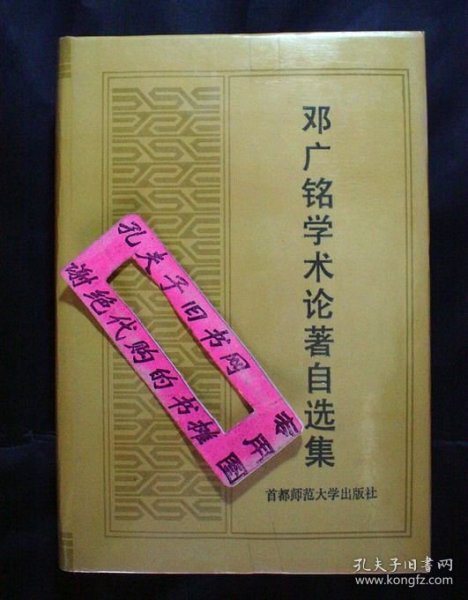 邓广铭学术论著自选集
首都师范大学出版社
孔夫子旧书网
谢绝代购的书摊
专用圈
孔夫子旧书网
www.kongfz.com